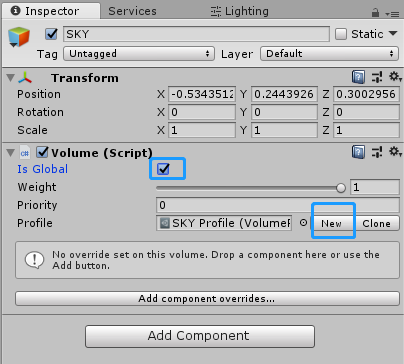 Inspector Services Lighting
SKY Static
Tag Untagged Layer Default
Transform
Position X -0.5343512 Y 0.2443926 Z 0.3002956
Rotation X 0 Y 0 Z 0
Scale X 1 Y 1 Z 1
Volume (Script)
Is Global
Weight 1
Priority 0
Profile SKY Profile (VolumeP New Clone
No override set on this volume. Drop a component here or use the
Add button.
Add component overrides...
Add Component